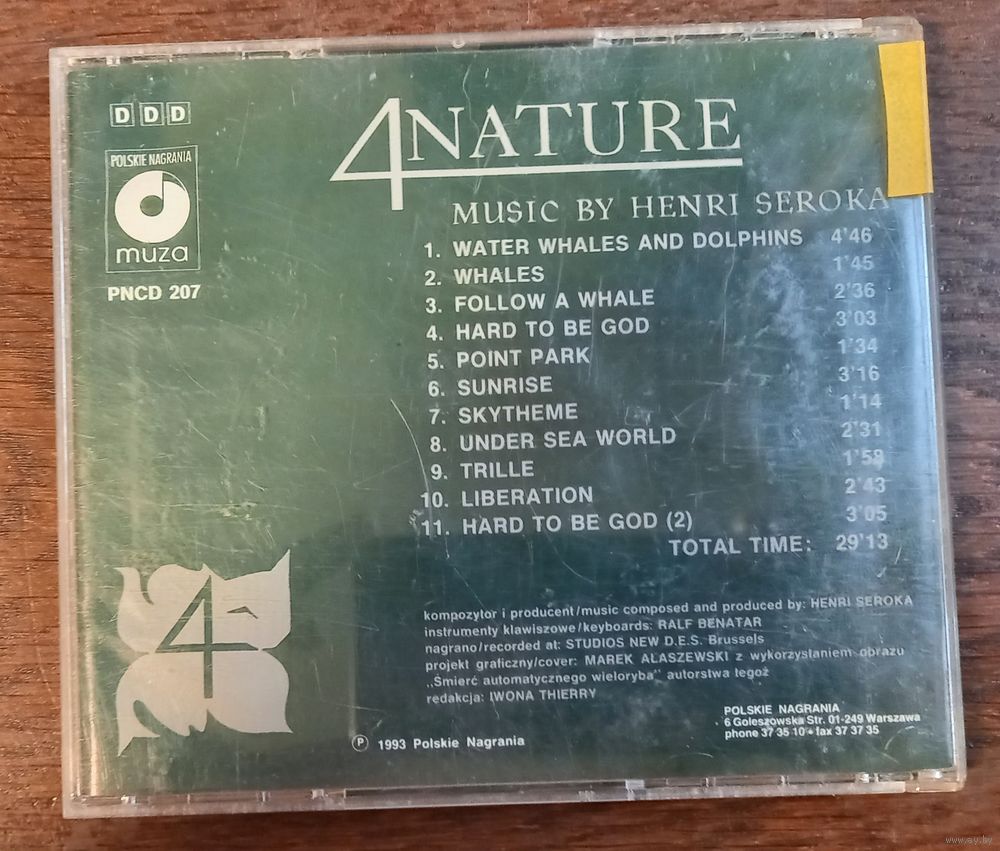 DDD
POLSKIE NAGRANIA
muza
PNCD 207
4NATURE
MUSIC BY HENRI SEROKA
1. WATER WHALES AND DOLPHINS 4'46
2. WHALES 1'45
3. FOLLOW A WHALE 2'36
4. HARD TO BE GOD 3'03
5. POINT PARK 1'34
6. SUNRISE 3'16
7. SKYTHEME 1'14
8. UNDER SEA WORLD 2'31
9. TRILLE 1'58
10. LIBERATION 2'43
11. HARD TO BE GOD (2) 3'05
TOTAL TIME: 29'13
4
kompozytor i producent/music composed and produced by: HENRI SEROKA
instrumenty klawiszowe/keyboards: RALF BENATAR
nagrano/recorded at: STUDIOS NEW D.E.S. Brussels
projekt graficzny/cover: MAREK AŁASZEWSKI z wykorzystaniem obrazu
„Śmierć automatycznego wieloryba" autorstwa tegoż
redakcja: IWONA THIERRY
POLSKIE NAGRANIA
6 Goleszowska Str. 01-249 Warszawa
phone 37 35 10 • fax 37 37 35
Ⓟ 1993 Polskie Nagrania
www.ay.by